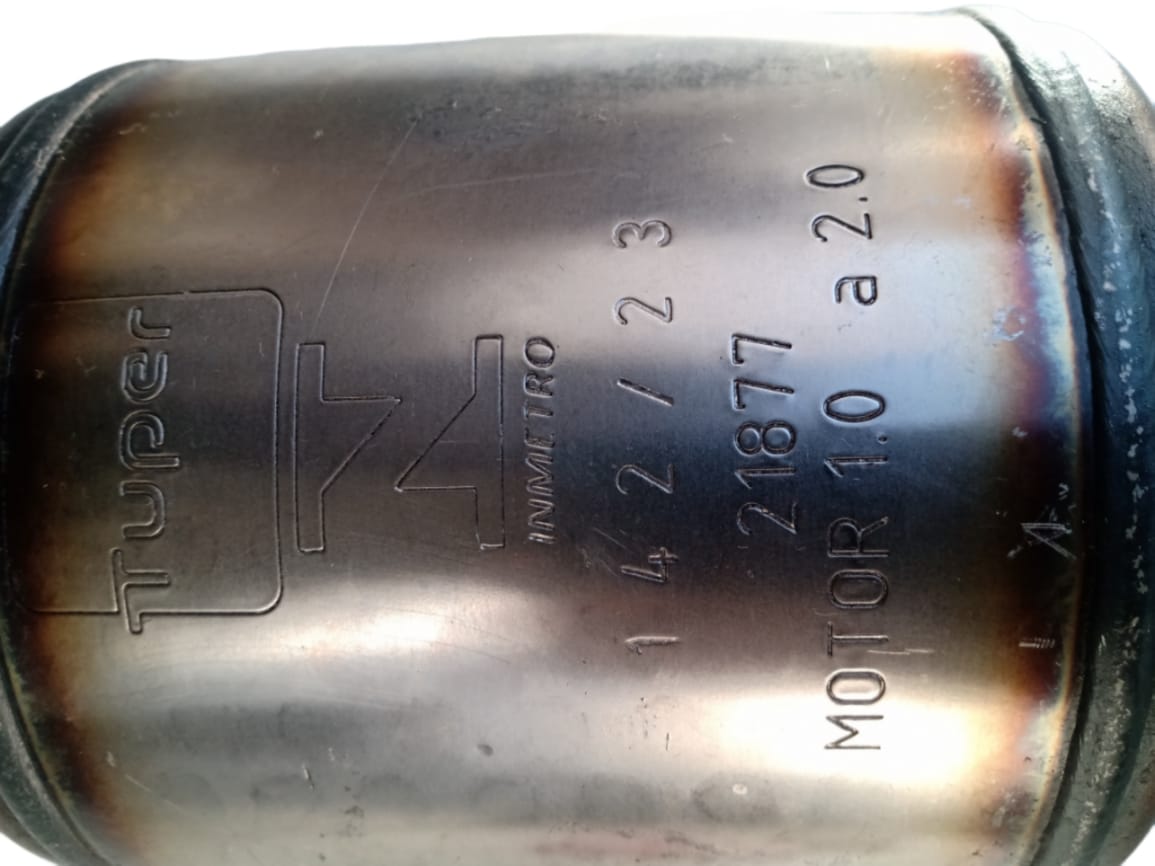 Tuper
INMETRO
1 4 2 / 2 3
21877
MOTOR 1.0 a 2.0